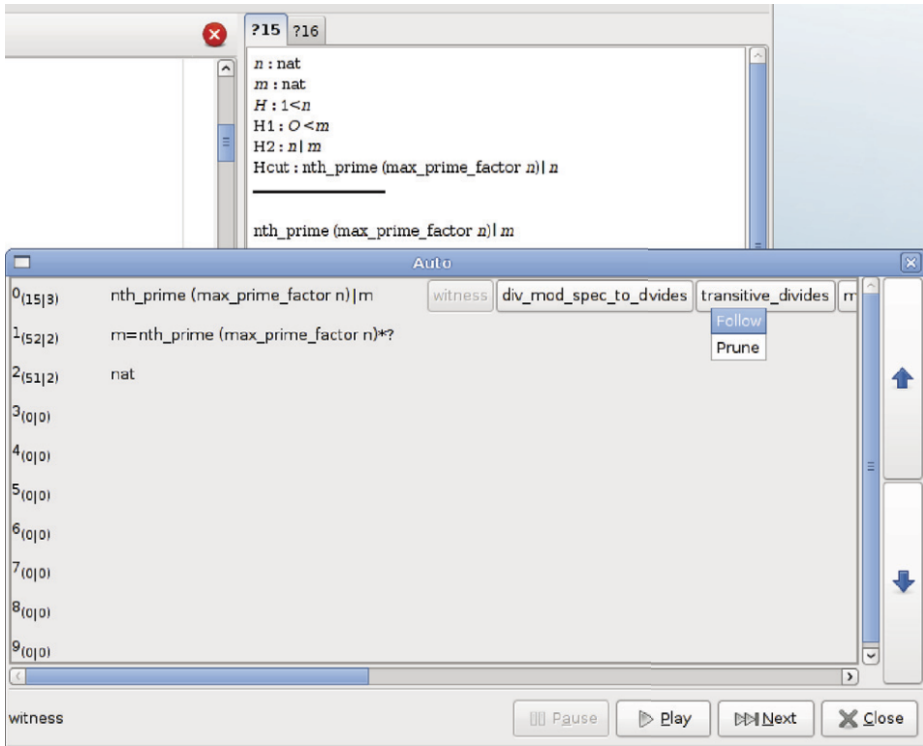 ?15 ?16
n : nat
m : nat
H : 1<n
H1 : O<m
H2 : n| m
Hcut : nth_prime (max_prime_factor n)| n
nth_prime (max_prime_factor n)| m
Auto
0(15|3) nth_prime (max_prime_factor n)|m witness div_mod_spec_to_dvides transitive_divides m
Follow
1(52|2) m=nth_prime (max_prime_factor n)*?
Prune
2(51|2) nat
3(0|0)
4(0|0)
5(0|0)
6(0|0)
7(0|0)
8(0|0)
9(0|0)
witness Pause Play Next Close